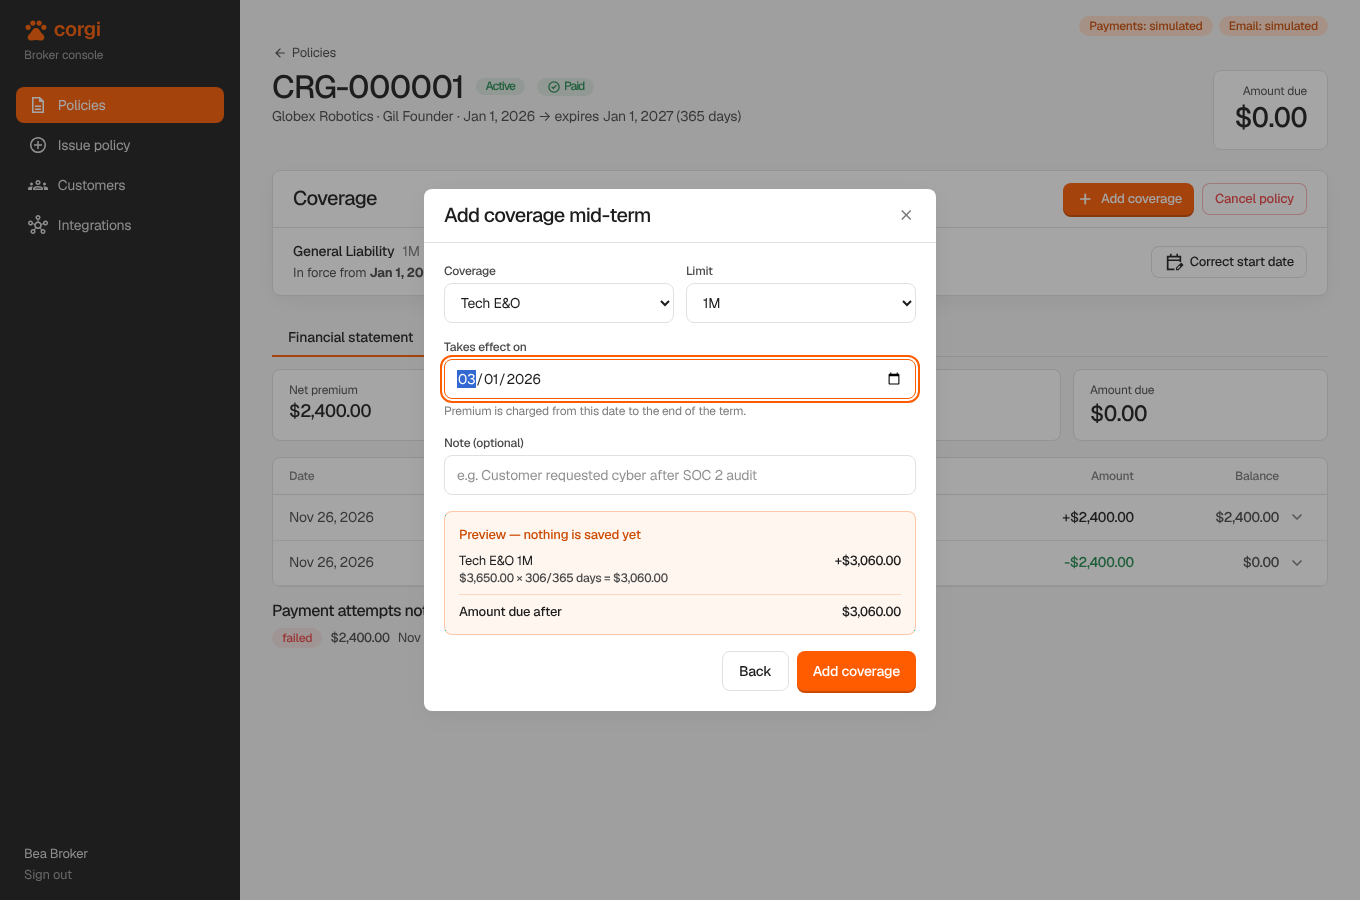 corgi
Broker console
Policies
Issue policy
Customers
Integrations
Bea Broker
Sign out
Payments: simulated
Email: simulated
Policies
CRG-000001
Active
Paid
Globex Robotics · Gil Founder · Jan 1, 2026 → expires Jan 1, 2027 (365 days)
Amount due
$0.00
Coverage
Add coverage
Cancel policy
General Liability 1M
In force from Jan 1, 20
Correct start date
Financial statement
Net premium
$2,400.00
Amount due
$0.00
Date
Amount
Balance
Nov 26, 2026
+$2,400.00
$2,400.00
Nov 26, 2026
-$2,400.00
$0.00
Payment attempts not
failed
$2,400.00 Nov
Add coverage mid-term
Coverage
Limit
Tech E&O
1M
Takes effect on
03/01/2026
Premium is charged from this date to the end of the term.
Note (optional)
e.g. Customer requested cyber after SOC 2 audit
Preview — nothing is saved yet
Tech E&O 1M
+$3,060.00
$3,650.00 × 306/365 days = $3,060.00
Amount due after
$3,060.00
Back
Add coverage